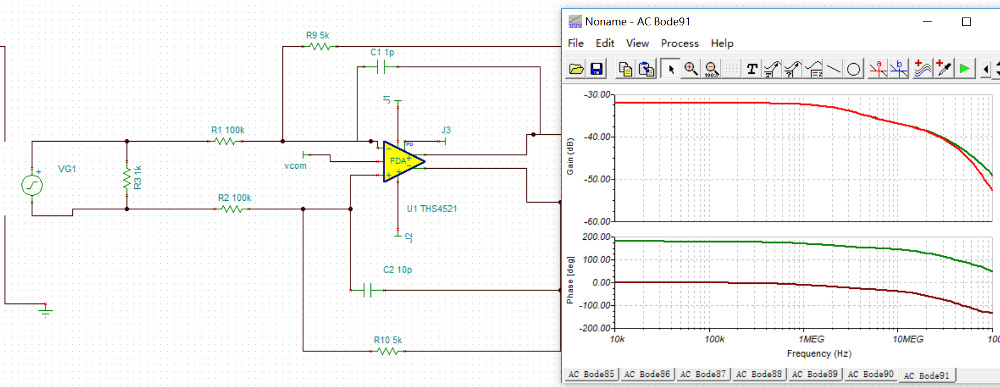 R9 5k
C1 1p
J1
R1 100k
J3
PD
vcom
FDA
VG1
R3 1k
R2 100k
U1 THS4521
J2
C2 10p
R10 5k
Noname - AC Bode91
File Edit View Process Help
100%
T
a
b
-30.00
-40.00
-50.00
-60.00
Gain (dB)
200.00
100.00
0.00
-100.00
-200.00
Phase [deg]
10k 100k 1MEG 10MEG 100
Frequency (Hz)
AC Bode85 AC Bode86 AC Bode87 AC Bode88 AC Bode89 AC Bode90 AC Bode91